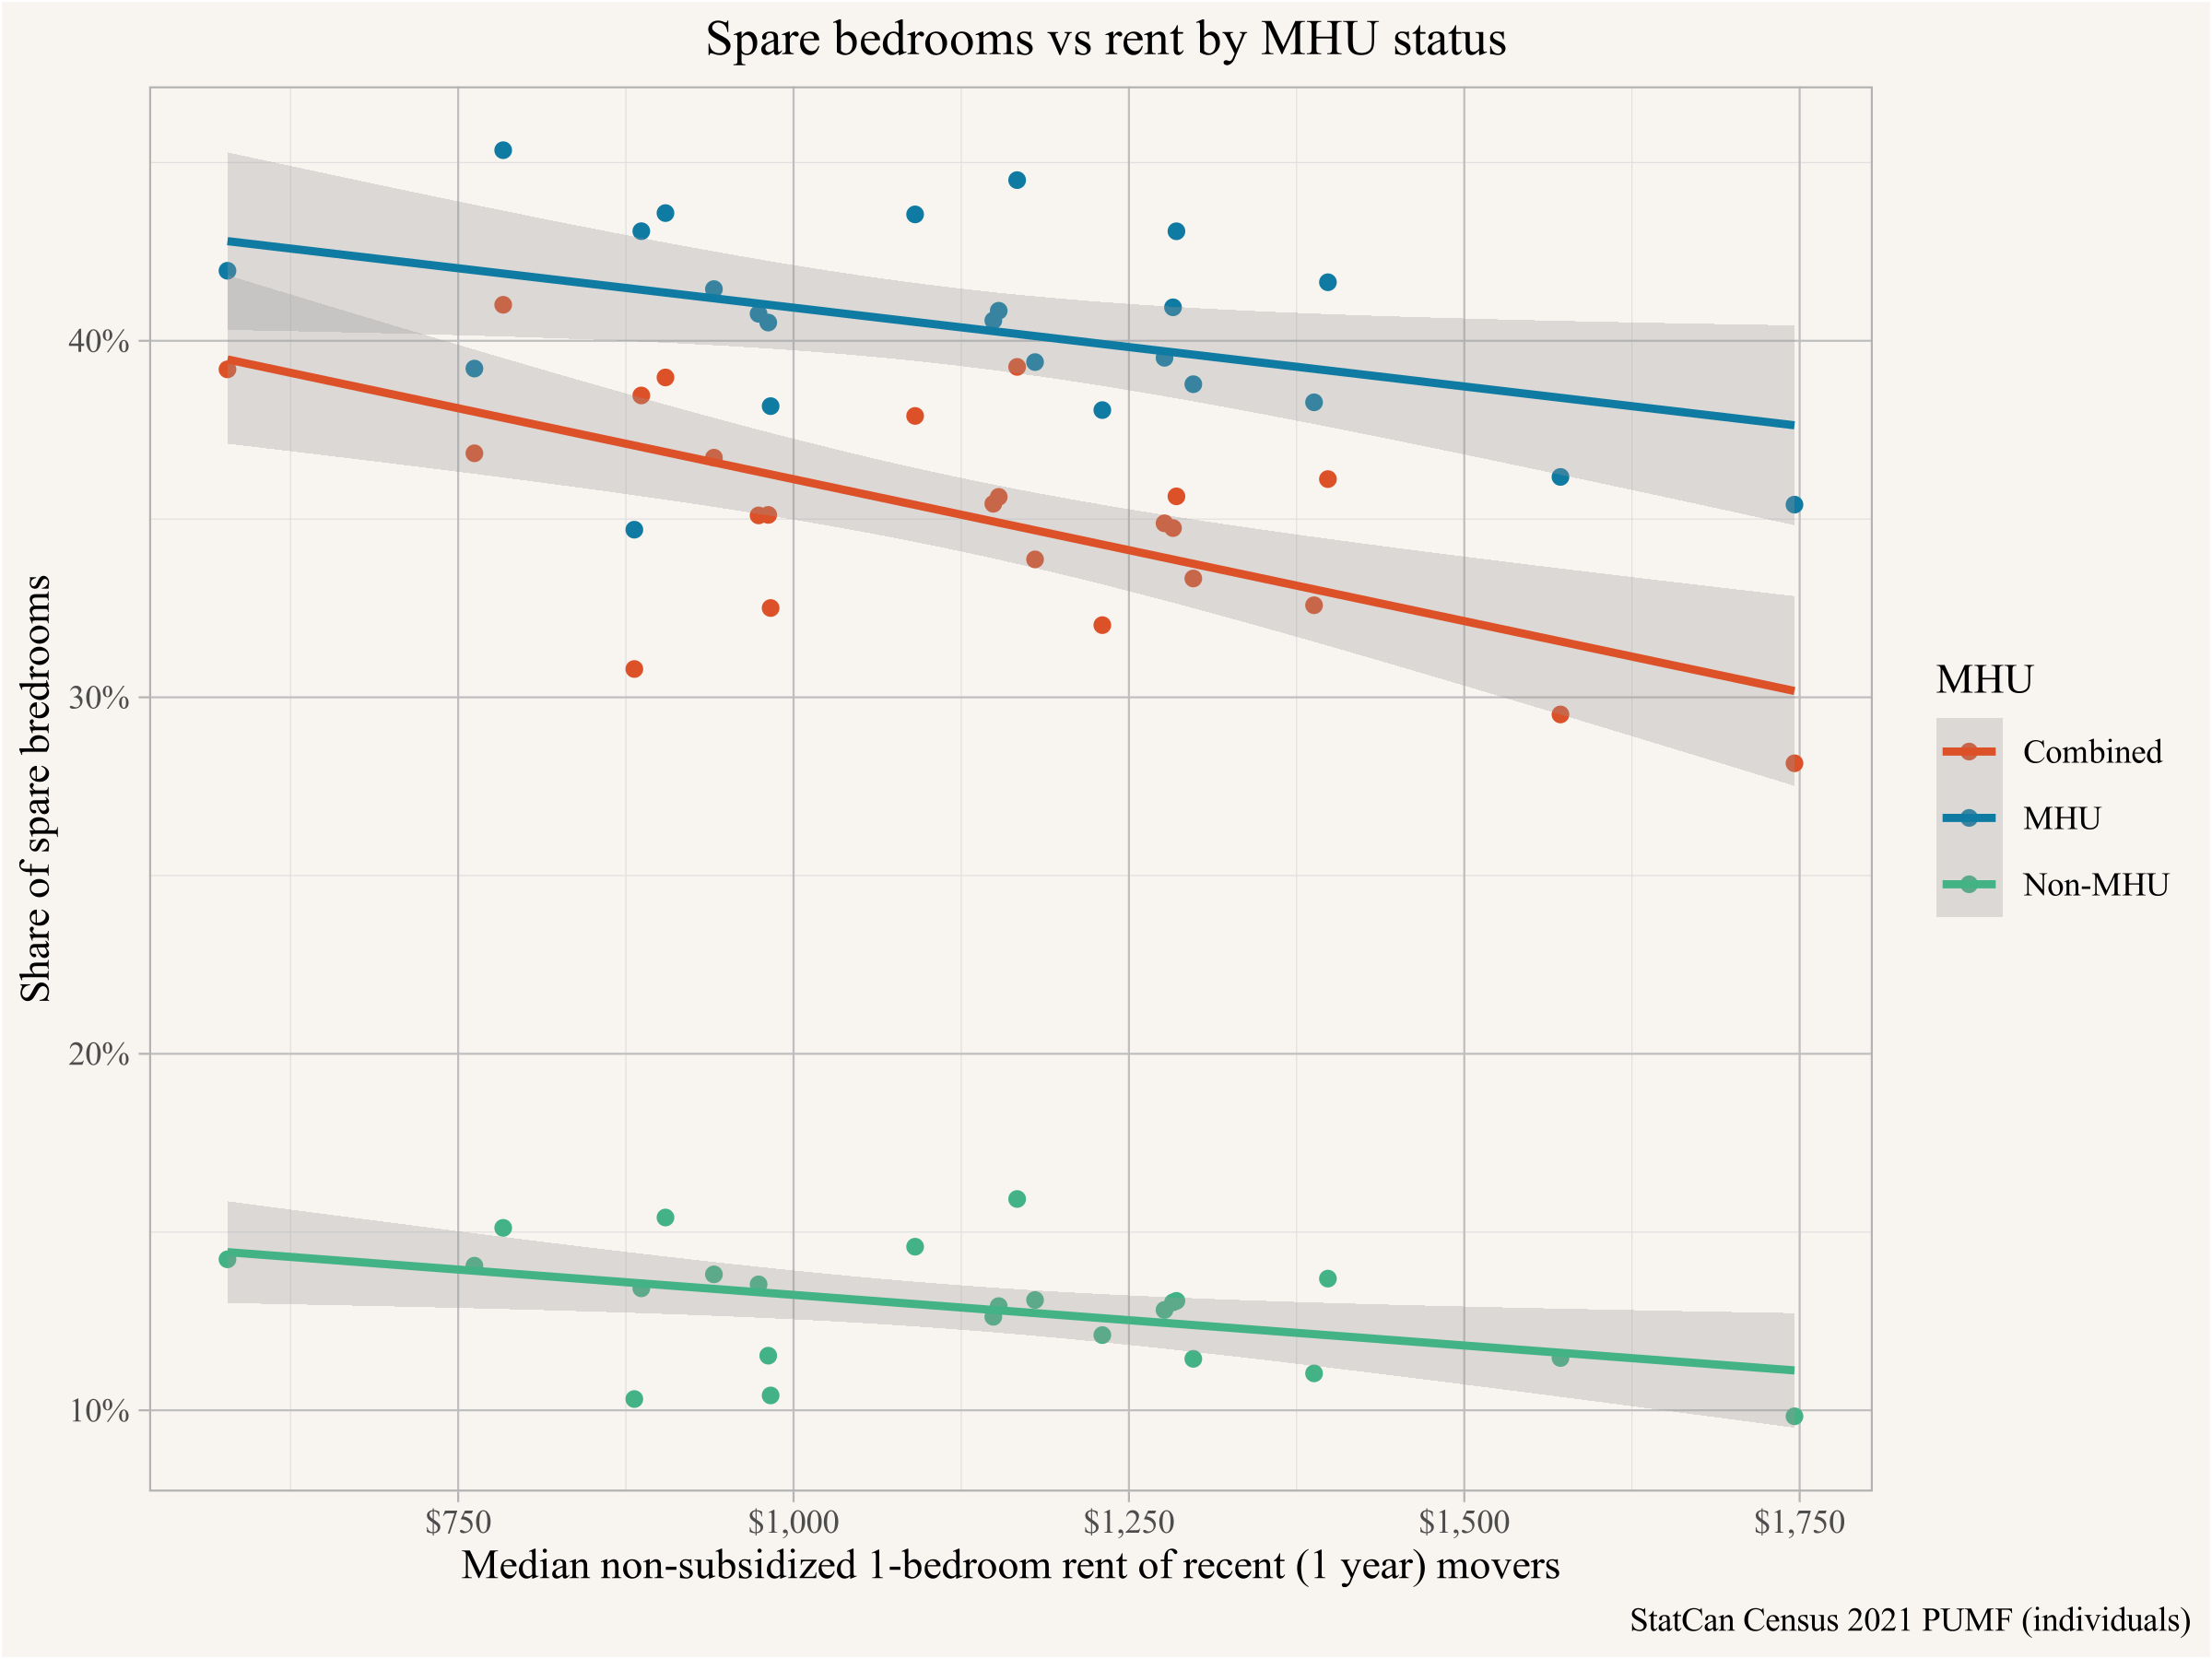 Spare bedrooms vs rent by MHU status
Share of spare bredrooms
40%
30%
20%
10%
$750
$1,000
$1,250
$1,500
$1,750
Median non-subsidized 1-bedroom rent of recent (1 year) movers
MHU
Combined
MHU
Non-MHU
StatCan Census 2021 PUMF (individuals)